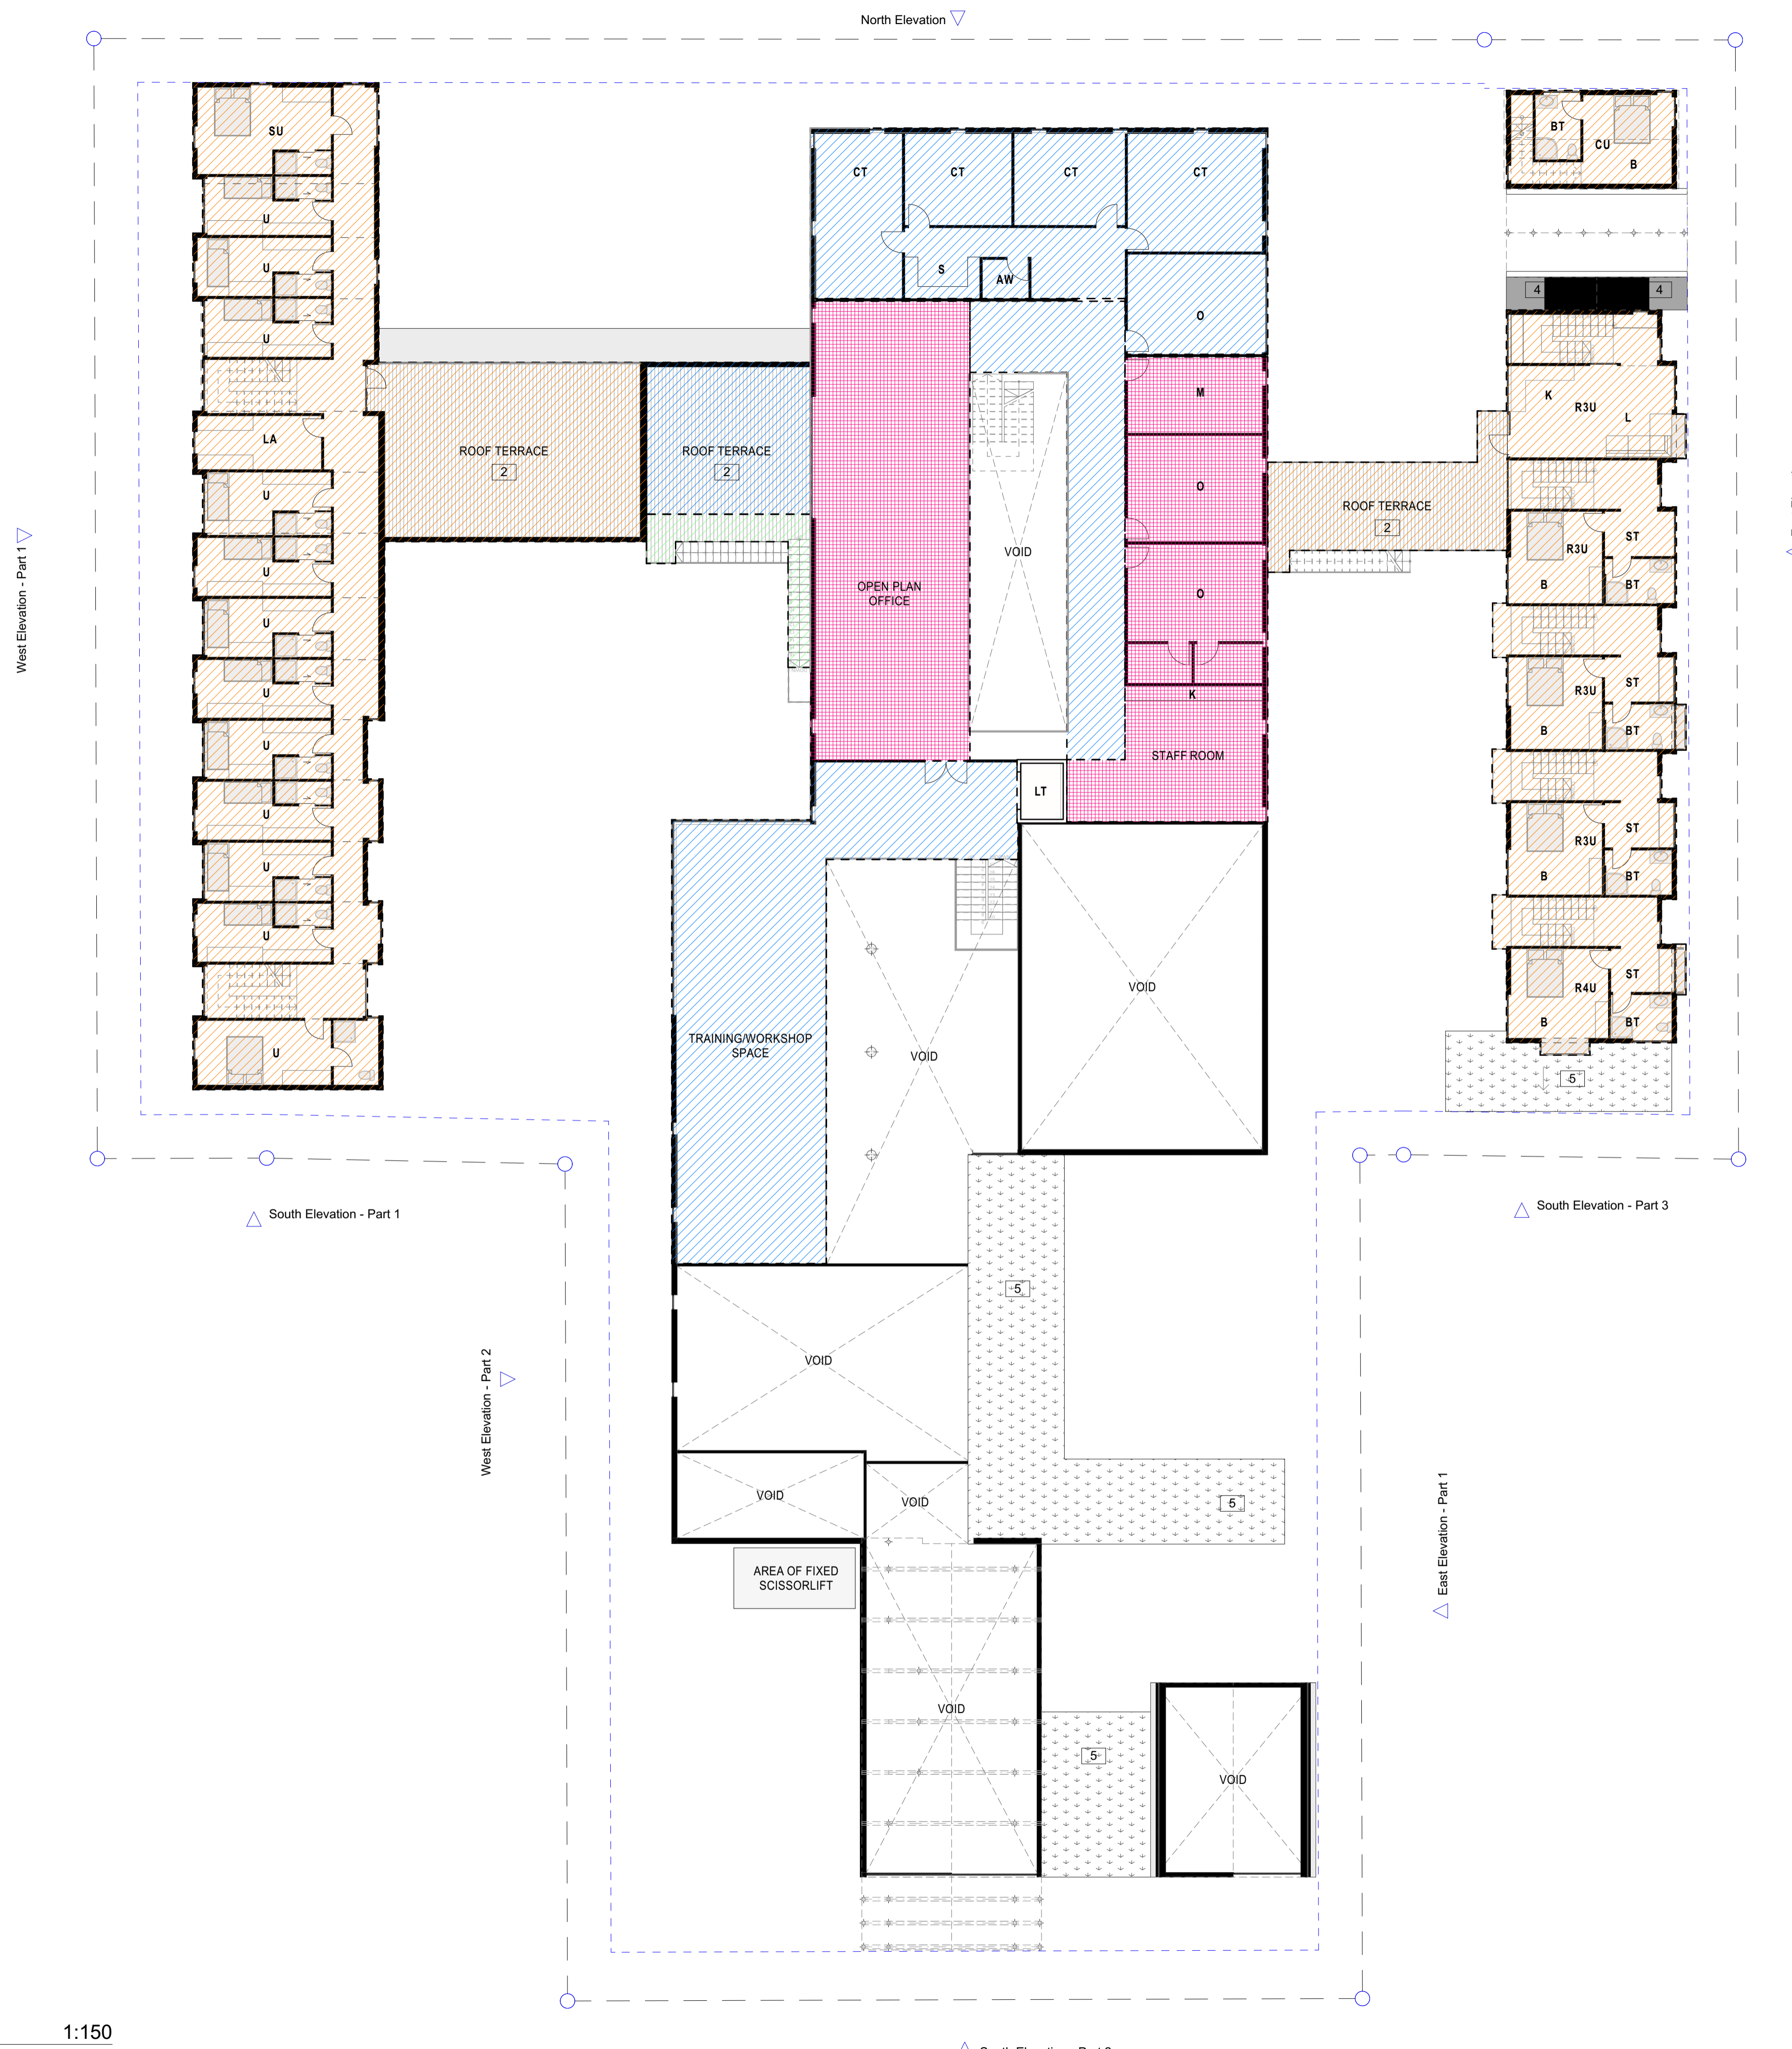 North Elevation
SU
U
U
U
LA
U
U
U
U
U
U
U
U
U
ROOF TERRACE
2
ROOF TERRACE
2
CT
CT
CT
CT
S
AW
O
M
O
O
K
STAFF ROOM
OPEN PLAN
OFFICE
VOID
LT
ROOF TERRACE
2
BT
CU
B
4
4
K
R3U
L
R3U
ST
B
BT
R3U
ST
B
BT
R3U
ST
B
BT
R4U
ST
B
BT
5
West Elevation - Part 1
TRAINING/WORKSHOP
SPACE
VOID
VOID
South Elevation - Part 1
South Elevation - Part 3
5
VOID
West Elevation - Part 2
VOID
VOID
5
AREA OF FIXED
SCISSORLIFT
East Elevation - Part 1
VOID
5
VOID
1:150